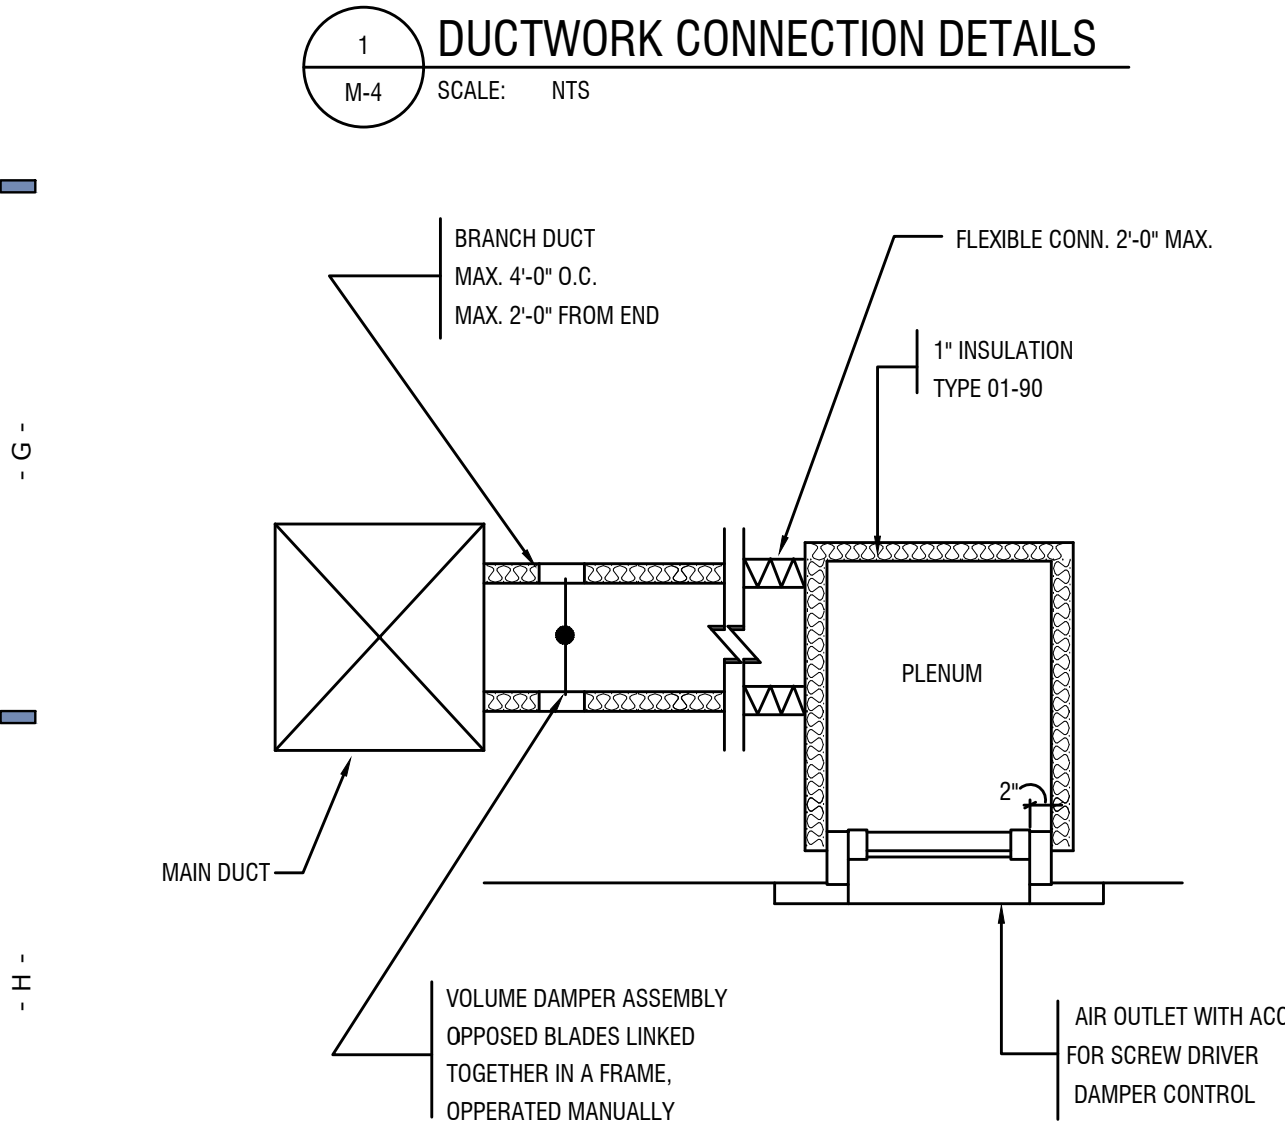 1
M-4
DUCTWORK CONNECTION DETAILS
SCALE: NTS
BRANCH DUCT
MAX. 4'-0" O.C.
MAX. 2'-0" FROM END
FLEXIBLE CONN. 2'-0" MAX.
1" INSULATION
TYPE 01-90
- G -
PLENUM
2"
MAIN DUCT
- H -
VOLUME DAMPER ASSEMBLY
OPPOSED BLADES LINKED
TOGETHER IN A FRAME,
OPPERATED MANUALLY
AIR OUTLET WITH
FOR SCREW DRIVER
DAMPER CONTROL